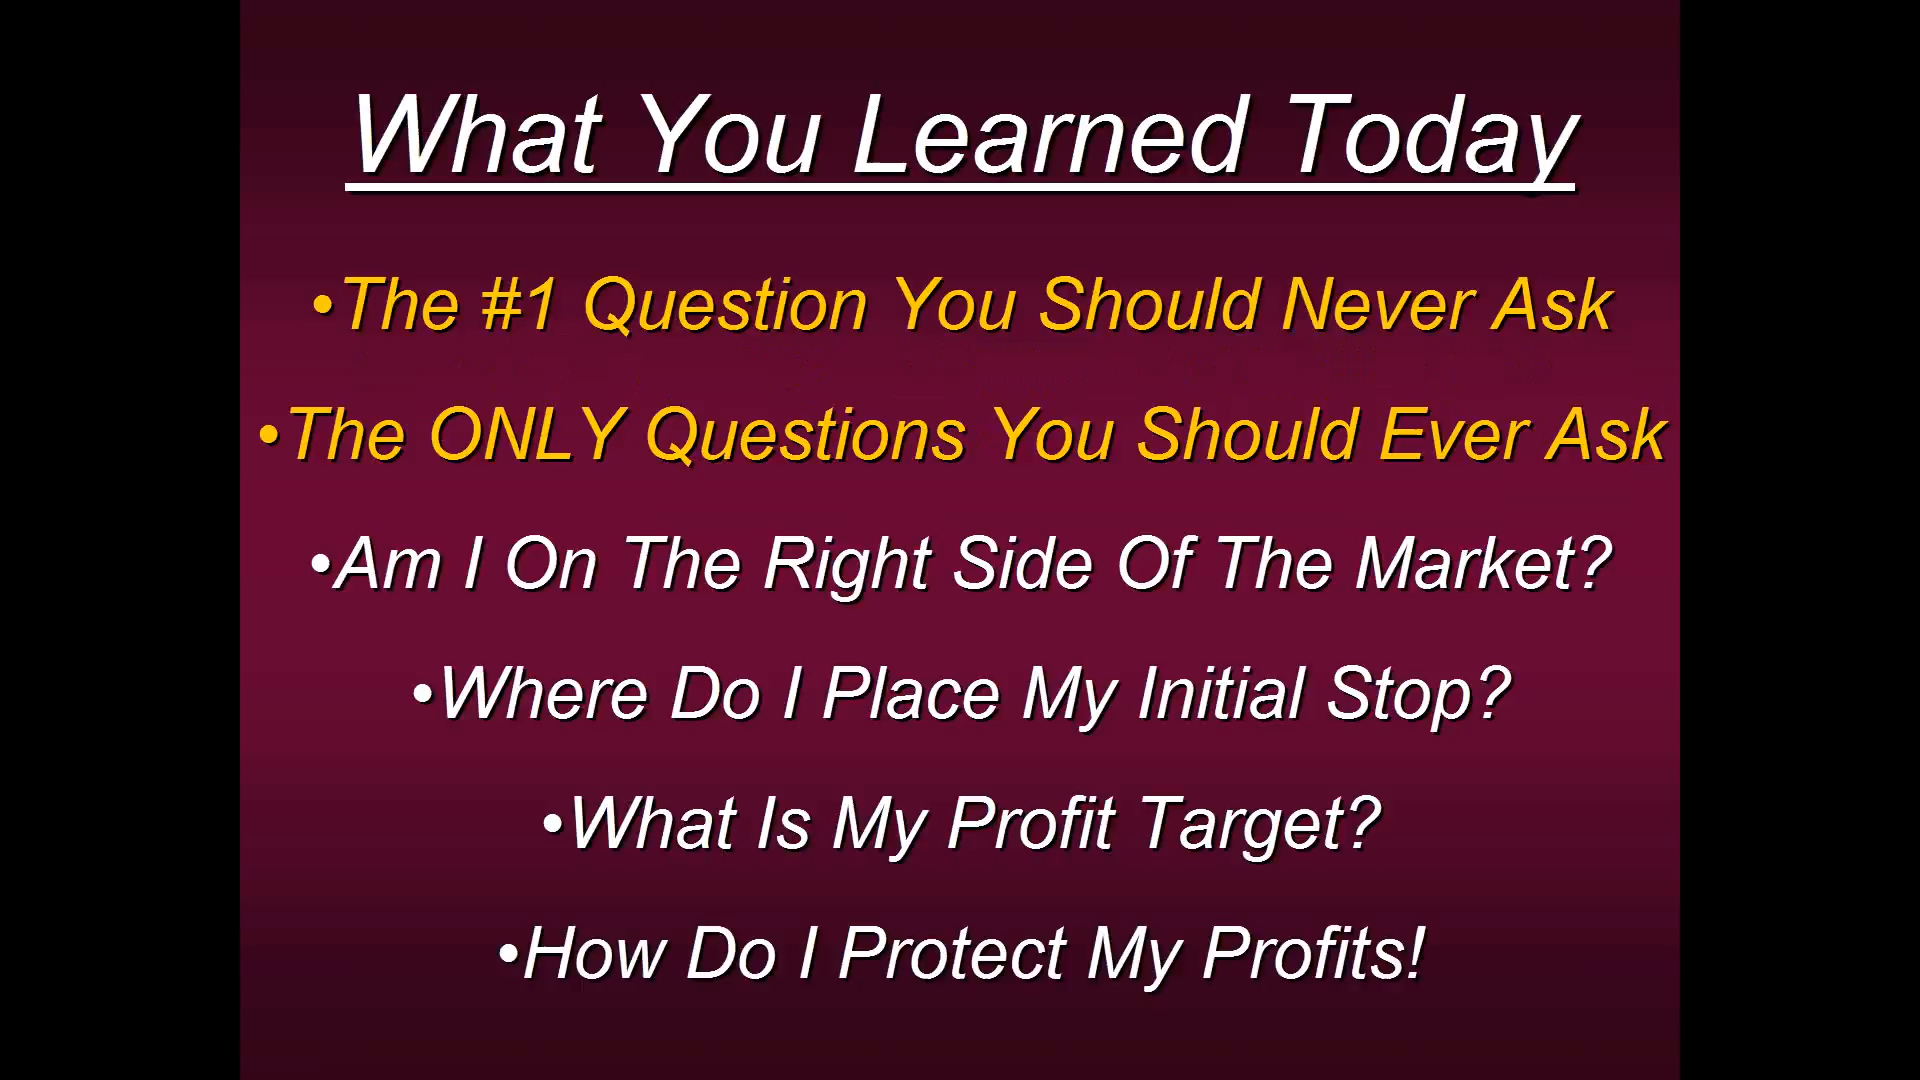 What You Learned Today
•The #1 Question You Should Never Ask
•The ONLY Questions You Should Ever Ask
•Am I On The Right Side Of The Market?
•Where Do I Place My Initial Stop?
•What Is My Profit Target?
•How Do I Protect My Profits!